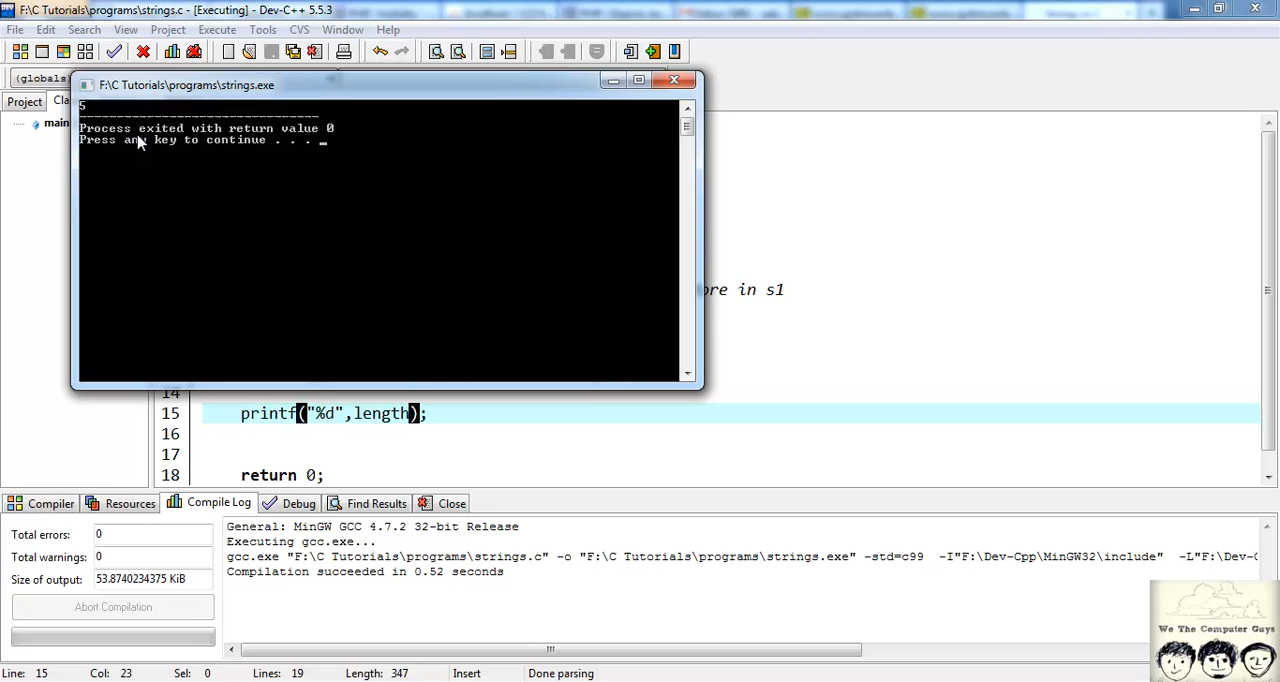 F:\C Tutorials\programs\strings.c - [Executing] - Dev-C++ 5.5.3
File Edit Search View Project Execute Tools CVS Window Help
(globals)
F:\C Tutorials\programs\strings.exe
Project Cla
main
5
--------------------------------
Process exited with return value 0
Press any key to continue . . . _
ore in s1
14
15 printf("%d",length);
16
17
18 return 0;
Compiler Resources Compile Log Debug Find Results Close
Total errors: 0
Total warnings: 0
Size of output: 53.8740234375 KiB
Abort Compilation
General: MinGW GCC 4.7.2 32-bit Release
Executing gcc.exe...
gcc.exe "F:\C Tutorials\programs\strings.c" -o "F:\C Tutorials\programs\strings.exe" -std=c99 -I"F:\Dev-Cpp\MinGW32\include" -L"F:\Dev-C
Compilation succeeded in 0.52 seconds
We The Computer Guys
Line: 15 Col: 23 Sel: 0 Lines: 19 Length: 347 Insert Done parsing